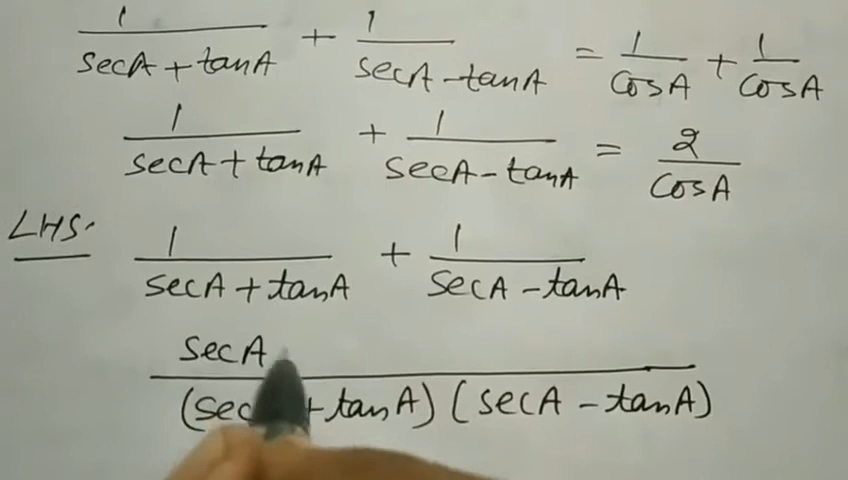 1/(secA + tanA) + 1/(secA - tanA) = 1/CosA + 1/CosA
1/(secA + tanA) + 1/(secA - tanA) = 2/CosA
LHS. 1/(secA + tanA) + 1/(secA - tanA)
secA
(sec + tanA) (secA - tanA)